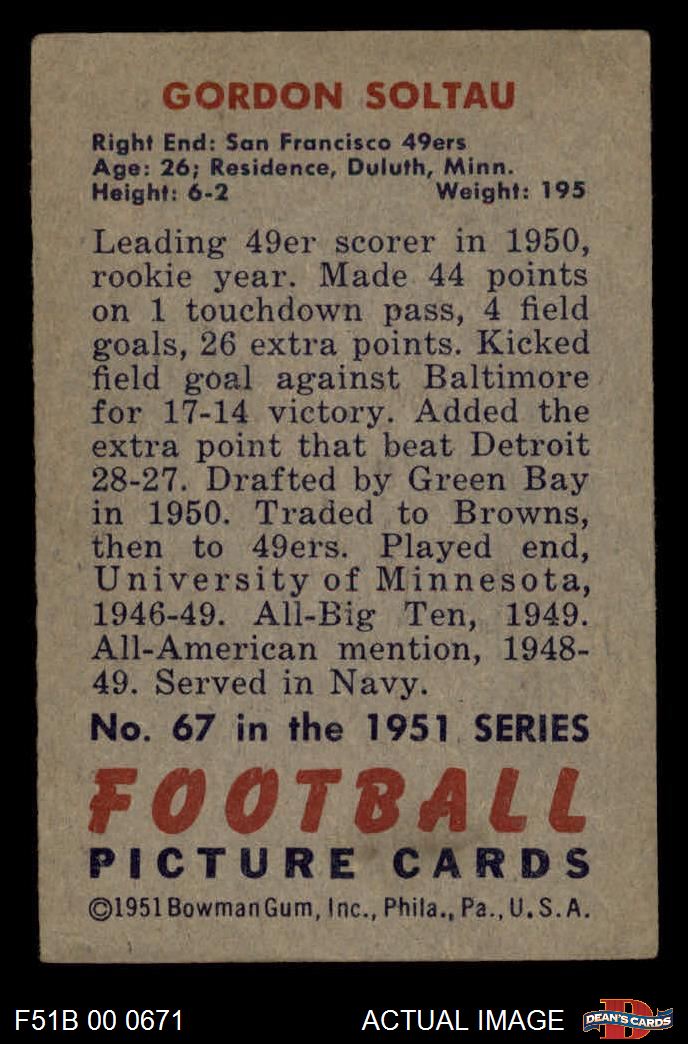 GORDON SOLTAU
Right End: San Francisco 49ers
Age: 26; Residence, Duluth, Minn.
Height: 6-2 Weight: 195
Leading 49er scorer in 1950,
rookie year. Made 44 points
on 1 touchdown pass, 4 field
goals, 26 extra points. Kicked
field goal against Baltimore
for 17-14 victory. Added the
extra point that beat Detroit
28-27. Drafted by Green Bay
in 1950. Traded to Browns,
then to 49ers. Played end,
University of Minnesota,
1946-49. All-Big Ten, 1949.
All-American mention, 1948-
49. Served in Navy.
No. 67 in the 1951 SERIES
FOOTBALL
PICTURE CARDS
©1951 Bowman Gum, Inc., Phila., Pa., U.S.A.
F51B 00 0671 ACTUAL IMAGE D DEAN'S CARDS